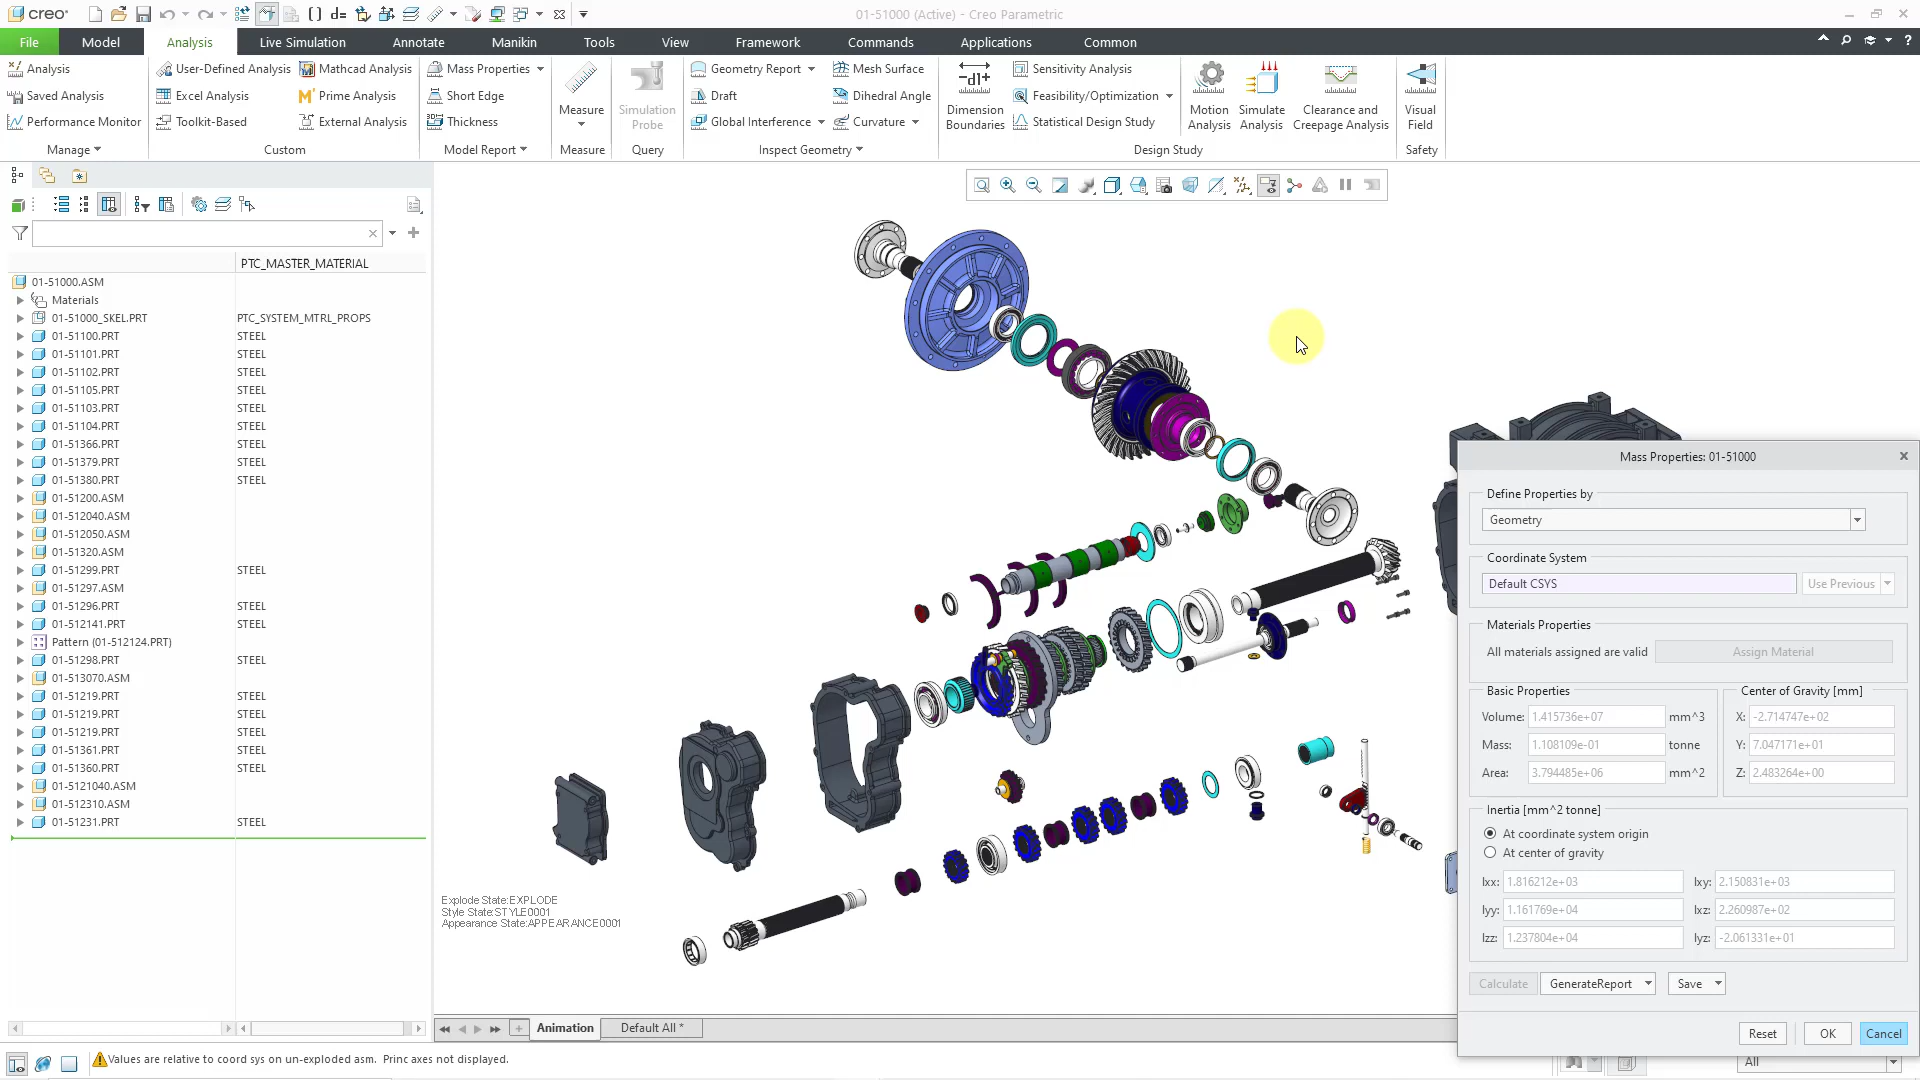 creo
01-51000 (Active) - Creo Parametric
File Model Analysis Live Simulation Annotate Manikin Tools View Framework Commands Applications Common
Analysis
Saved Analysis
Performance Monitor
Manage
User-Defined Analysis
Excel Analysis
Toolkit-Based
Mathcad Analysis
Prime Analysis
External Analysis
Custom
Mass Properties
Short Edge
Thickness
Model Report
Measure
Measure
Simulation Probe
Query
Geometry Report
Draft
Global Interference
Mesh Surface
Dihedral Angle
Curvature
Inspect Geometry
Dimension Boundaries
Sensitivity Analysis
Feasibility/Optimization
Statistical Design Study
Motion Analysis
Simulate Analysis
Clearance and Creepage Analysis
Design Study
Visual Field
Safety
PTC_MASTER_MATERIAL
01-51000.ASM
Materials
01-51000_SKEL.PRT PTC_SYSTEM_MTRL_PROPS
01-51100.PRT STEEL
01-51101.PRT STEEL
01-51102.PRT STEEL
01-51105.PRT STEEL
01-51103.PRT STEEL
01-51104.PRT STEEL
01-51366.PRT STEEL
01-51379.PRT STEEL
01-51380.PRT STEEL
01-51200.ASM
01-512040.ASM
01-512050.ASM
01-51320.ASM
01-51299.PRT STEEL
01-51297.ASM
01-51296.PRT STEEL
01-512141.PRT STEEL
Pattern (01-512124.PRT)
01-51298.PRT STEEL
01-513070.ASM
01-51219.PRT STEEL
01-51219.PRT STEEL
01-51219.PRT STEEL
01-51361.PRT STEEL
01-51360.PRT STEEL
01-5121040.ASM
01-512310.ASM
01-51231.PRT STEEL
Explode State:EXPLODE
Style State:STYLE0001
Appearance State:APPEARANCE0001
Mass Properties: 01-51000
Define Properties by
Geometry
Coordinate System
Default CSYS Use Previous
Materials Properties
All materials assigned are valid Assign Material
Basic Properties
Volume: 1.415736e+07 mm^3
Mass: 1.108109e-01 tonne
Area: 3.794485e+06 mm^2
Center of Gravity [mm]
X: -2.714747e+02
Y: 7.047171e+01
Z: 2.483264e+00
Inertia [mm^2 tonne]
At coordinate system origin
At center of gravity
Ixx: 1.816212e+03 Ixy: 2.150831e+03
Iyy: 1.161769e+04 Ixz: 2.260987e+02
Izz: 1.237804e+04 Iyz: -2.061331e+01
Calculate GenerateReport Save
Reset OK Cancel
Animation Default All *
Values are relative to coord sys on un-exploded asm. Princ axes not displayed.
All